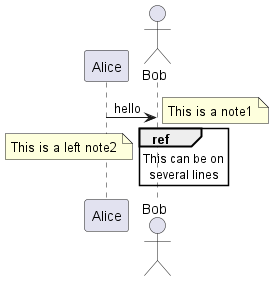 Alice
Bob
hello
This is a note1
This is a left note2
ref
This can be on
several lines
Alice
Bob